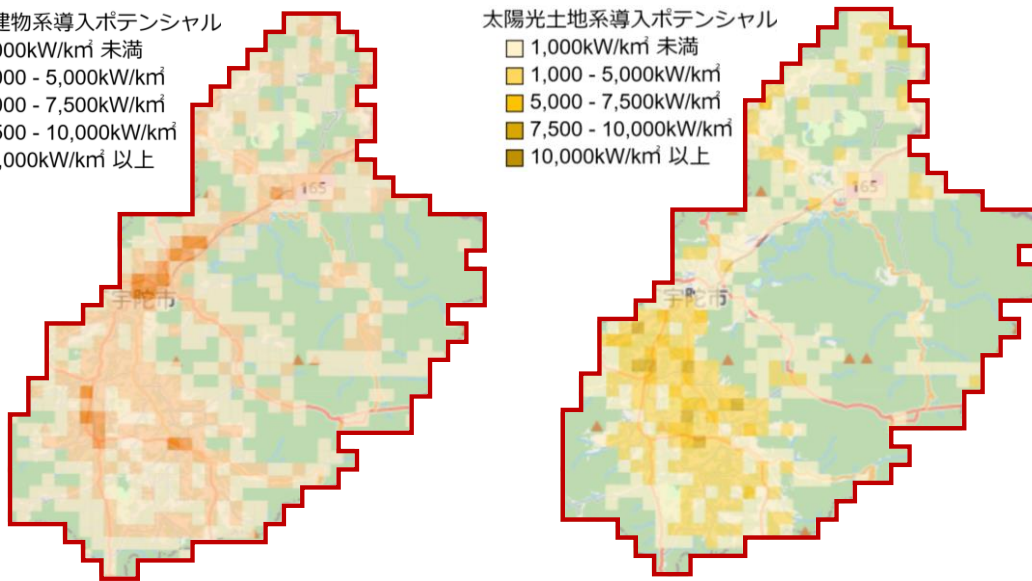 建物系導入ポテンシャル
000kW/k㎡ 未満
000 - 5,000kW/k㎡
000 - 7,500kW/k㎡
500 - 10,000kW/k㎡
,000kW/k㎡ 以上
165
宇陀市
太陽光土地系導入ポテンシャル
1,000kW/k㎡ 未満
1,000 - 5,000kW/k㎡
5,000 - 7,500kW/k㎡
7,500 - 10,000kW/k㎡
10,000kW/k㎡ 以上
165
宇陀市